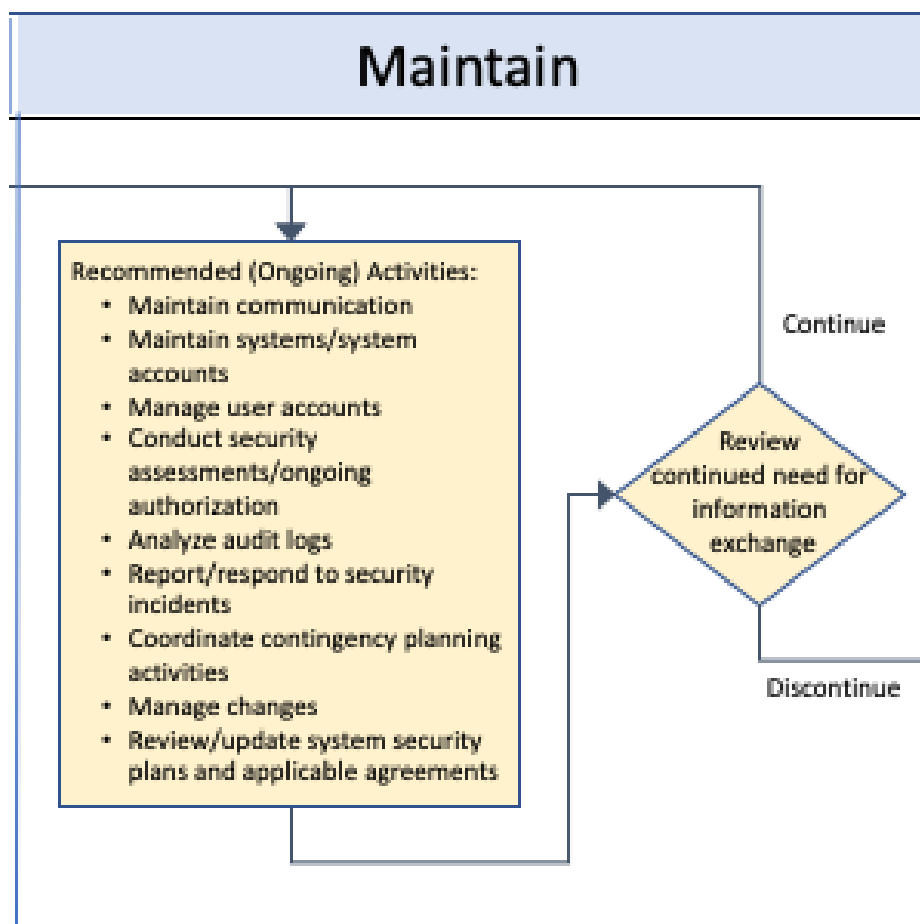 Maintain
Recommended (Ongoing) Activities:
• Maintain communication
• Maintain systems/system
accounts
• Manage user accounts
• Conduct security
assessments/ongoing
authorization
• Analyze audit logs
• Report/respond to security
incidents
• Coordinate contingency planning
activities
• Manage changes
• Review/update system security
plans and applicable agreements
Continue
Review
continued need for
information
exchange
Discontinue